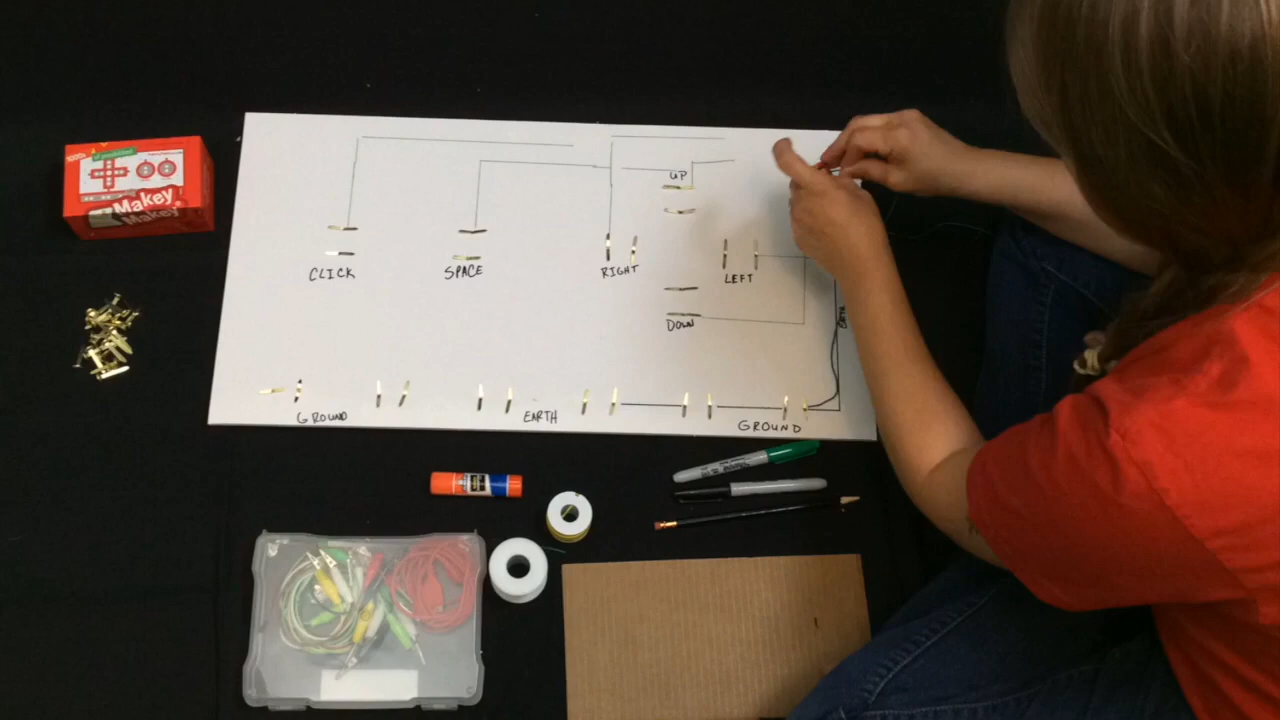 Makey
Makey
UP
CLICK
SPACE
RIGHT
LEFT
DOWN
GROUND
EARTH
GROUND